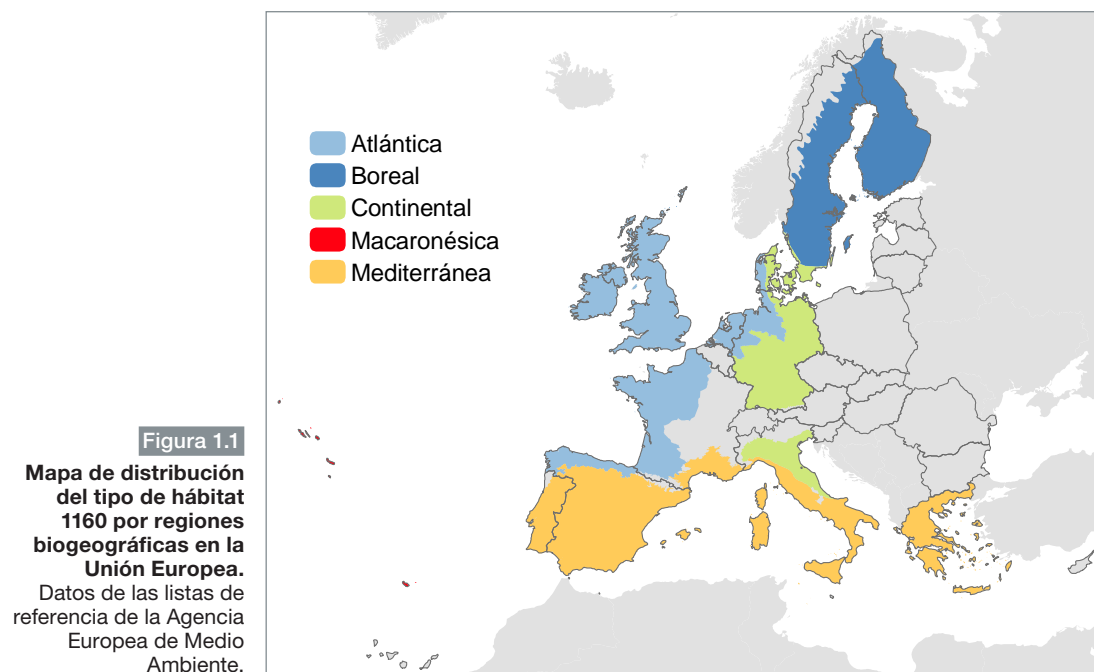 Atlántica
Boreal
Continental
Macaronésica
Mediterránea
Figura 1.1
Mapa de distribución
del tipo de hábitat
1160 por regiones
biogeográficas en la
Unión Europea.
Datos de las listas de
referencia de la Agencia
Europea de Medio
Ambiente.